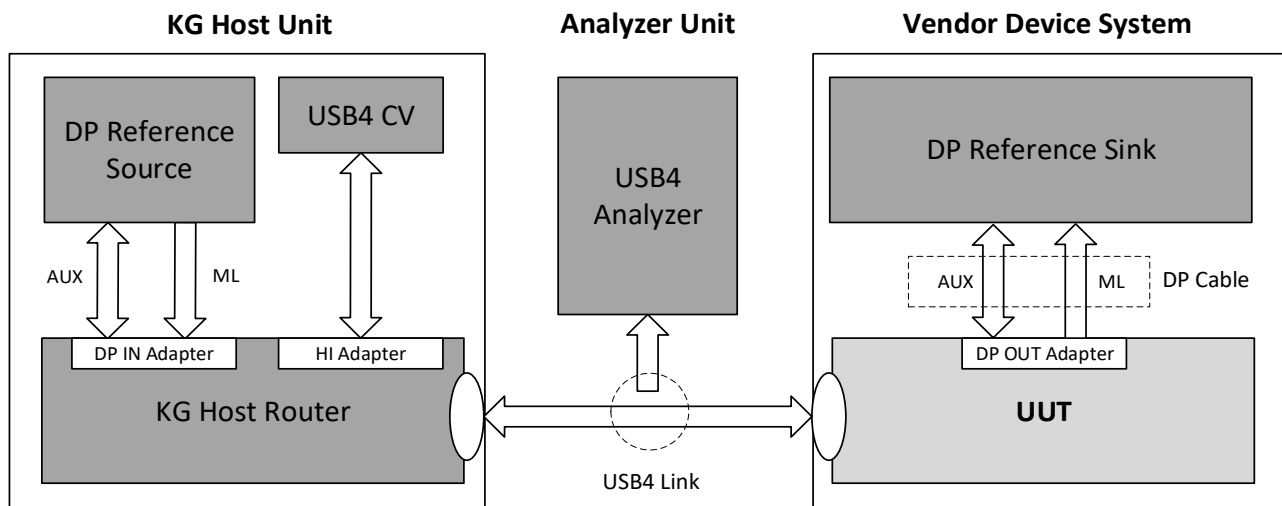 KG Host Unit
Analyzer Unit
Vendor Device System
DP Reference
Source
USB4 CV
USB4
Analyzer
DP Reference Sink
AUX
ML
AUX
ML
DP Cable
DP IN Adapter
HI Adapter
DP OUT Adapter
KG Host Router
UUT
USB4 Link